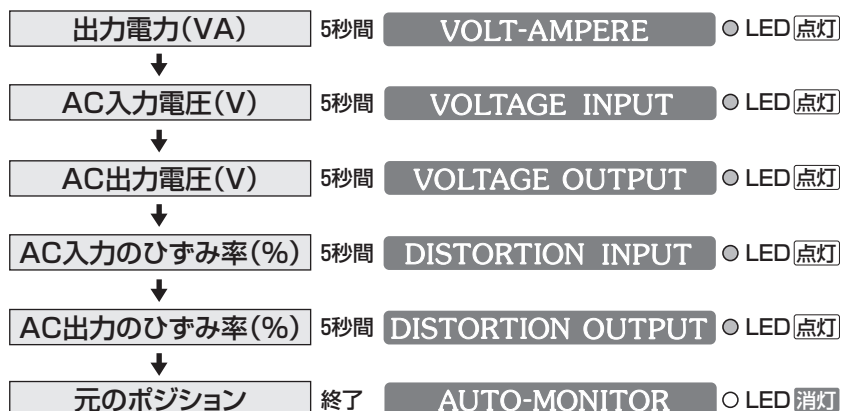 出力電力(VA) 5秒間 VOLT-AMPERE LED 点灯
AC入力電圧(V) 5秒間 VOLTAGE INPUT LED 点灯
AC出力電圧(V) 5秒間 VOLTAGE OUTPUT LED 点灯
AC入力のひずみ率(%) 5秒間 DISTORTION INPUT LED 点灯
AC出力のひずみ率(%) 5秒間 DISTORTION OUTPUT LED 点灯
元のポジション 終了 AUTO-MONITOR LED 消灯